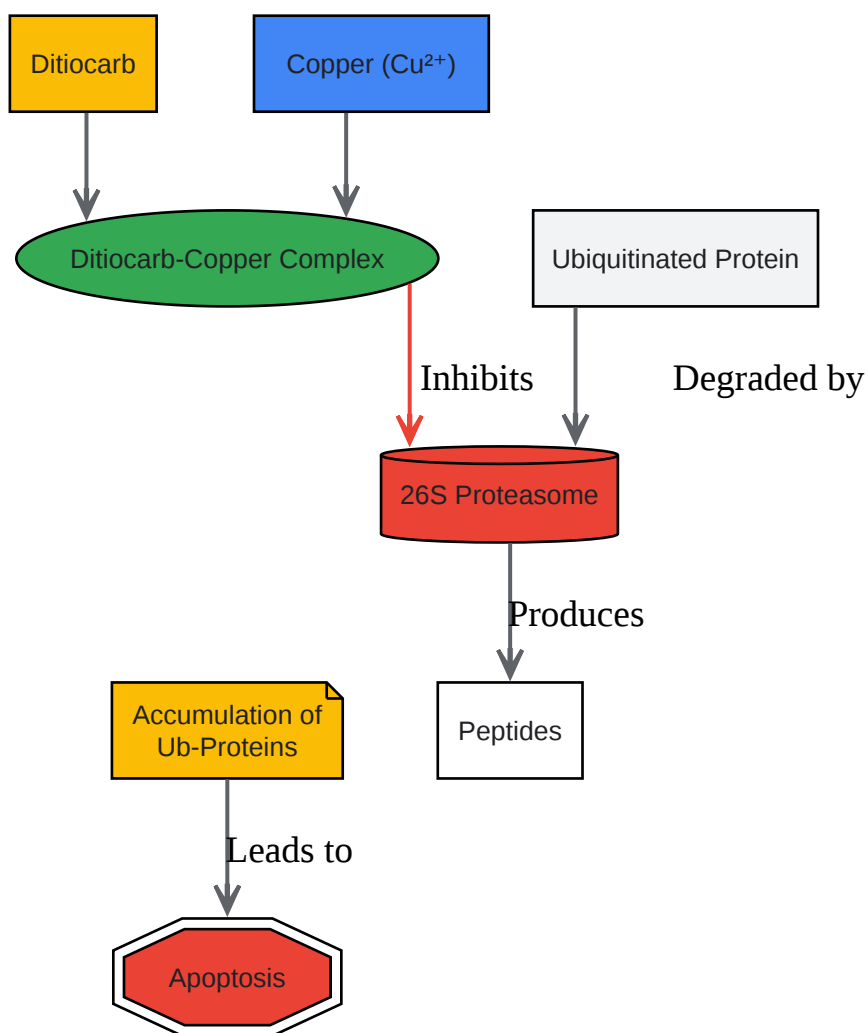 Ditiocarb
Copper (Cu²⁺)
Ditiocarb-Copper Complex
Ubiquitinated Protein
Inhibits
Degraded by
26S Proteasome
Produces
Accumulation of
Ub-Proteins
Peptides
Leads to
Apoptosis